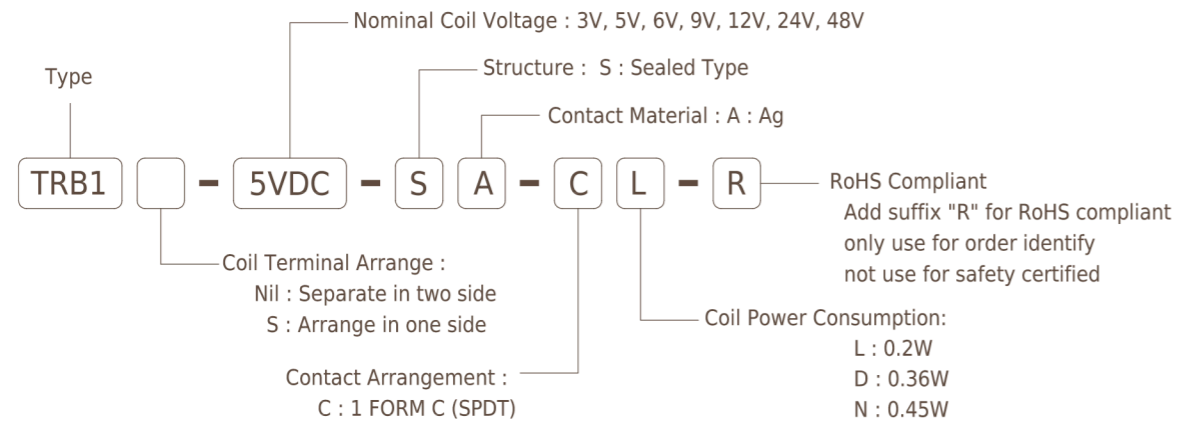 Nominal Coil Voltage : 3V, 5V, 6V, 9V, 12V, 24V, 48V
Structure : S : Sealed Type
Type
Contact Material : A : Ag
TRB1 - 5VDC - S A - C L - R
RoHS Compliant
Add suffix "R" for RoHS compliant
only use for order identify
not use for safety certified
Coil Terminal Arrange :
Nil : Separate in two side
S : Arrange in one side
Coil Power Consumption:
L : 0.2W
D : 0.36W
N : 0.45W
Contact Arrangement :
C : 1 FORM C (SPDT)